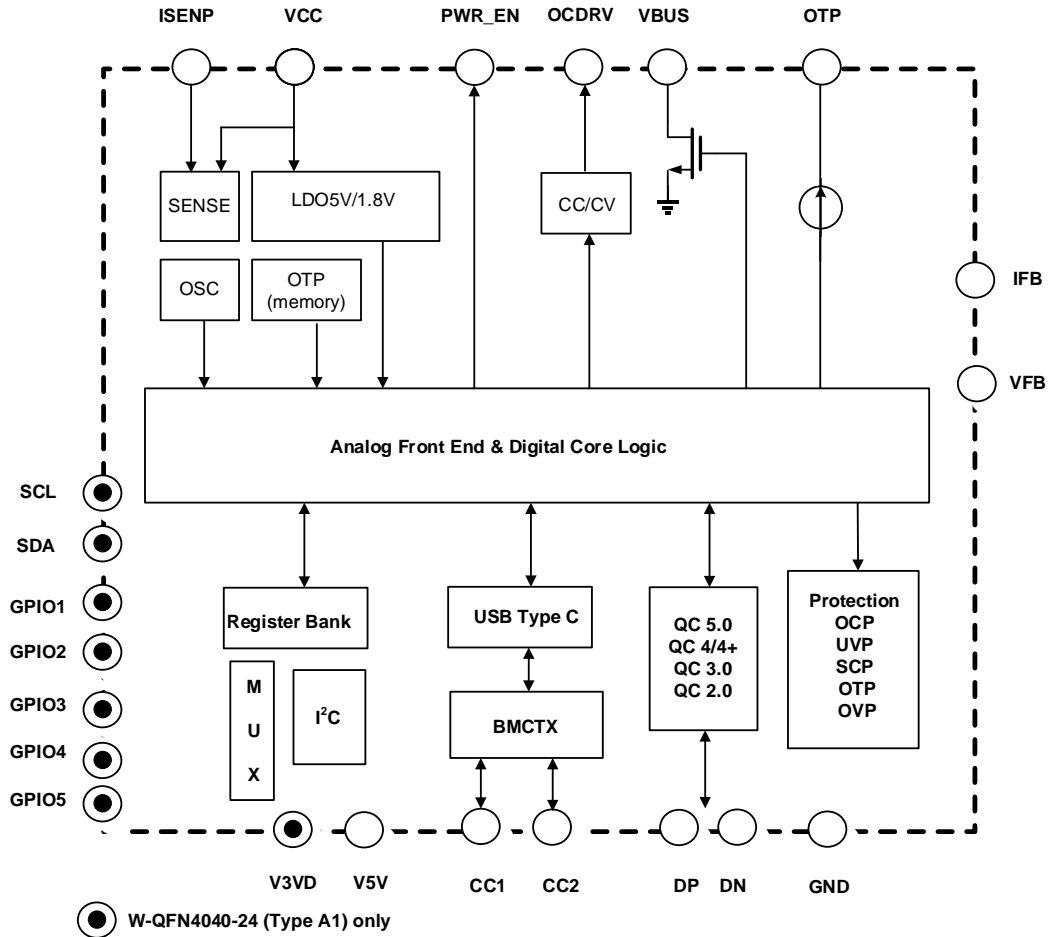 ISENP VCC PWR_EN OCDRV VBUS OTP
SENSE
LDO5V/1.8V
CC/CV
OSC
OTP
(memory)
IFB
VFB
Analog Front End & Digital Core Logic
SCL
SDA
GPIO1
GPIO2
GPIO3
GPIO4
GPIO5
Register Bank
M
U
X
I²C
USB Type C
BMCTX
QC 5.0
QC 4/4+
QC 3.0
QC 2.0
Protection
OCP
UVP
SCP
OTP
OVP
V3VD V5V CC1 CC2 DP DN GND
W-QFN4040-24 (Type A1) only